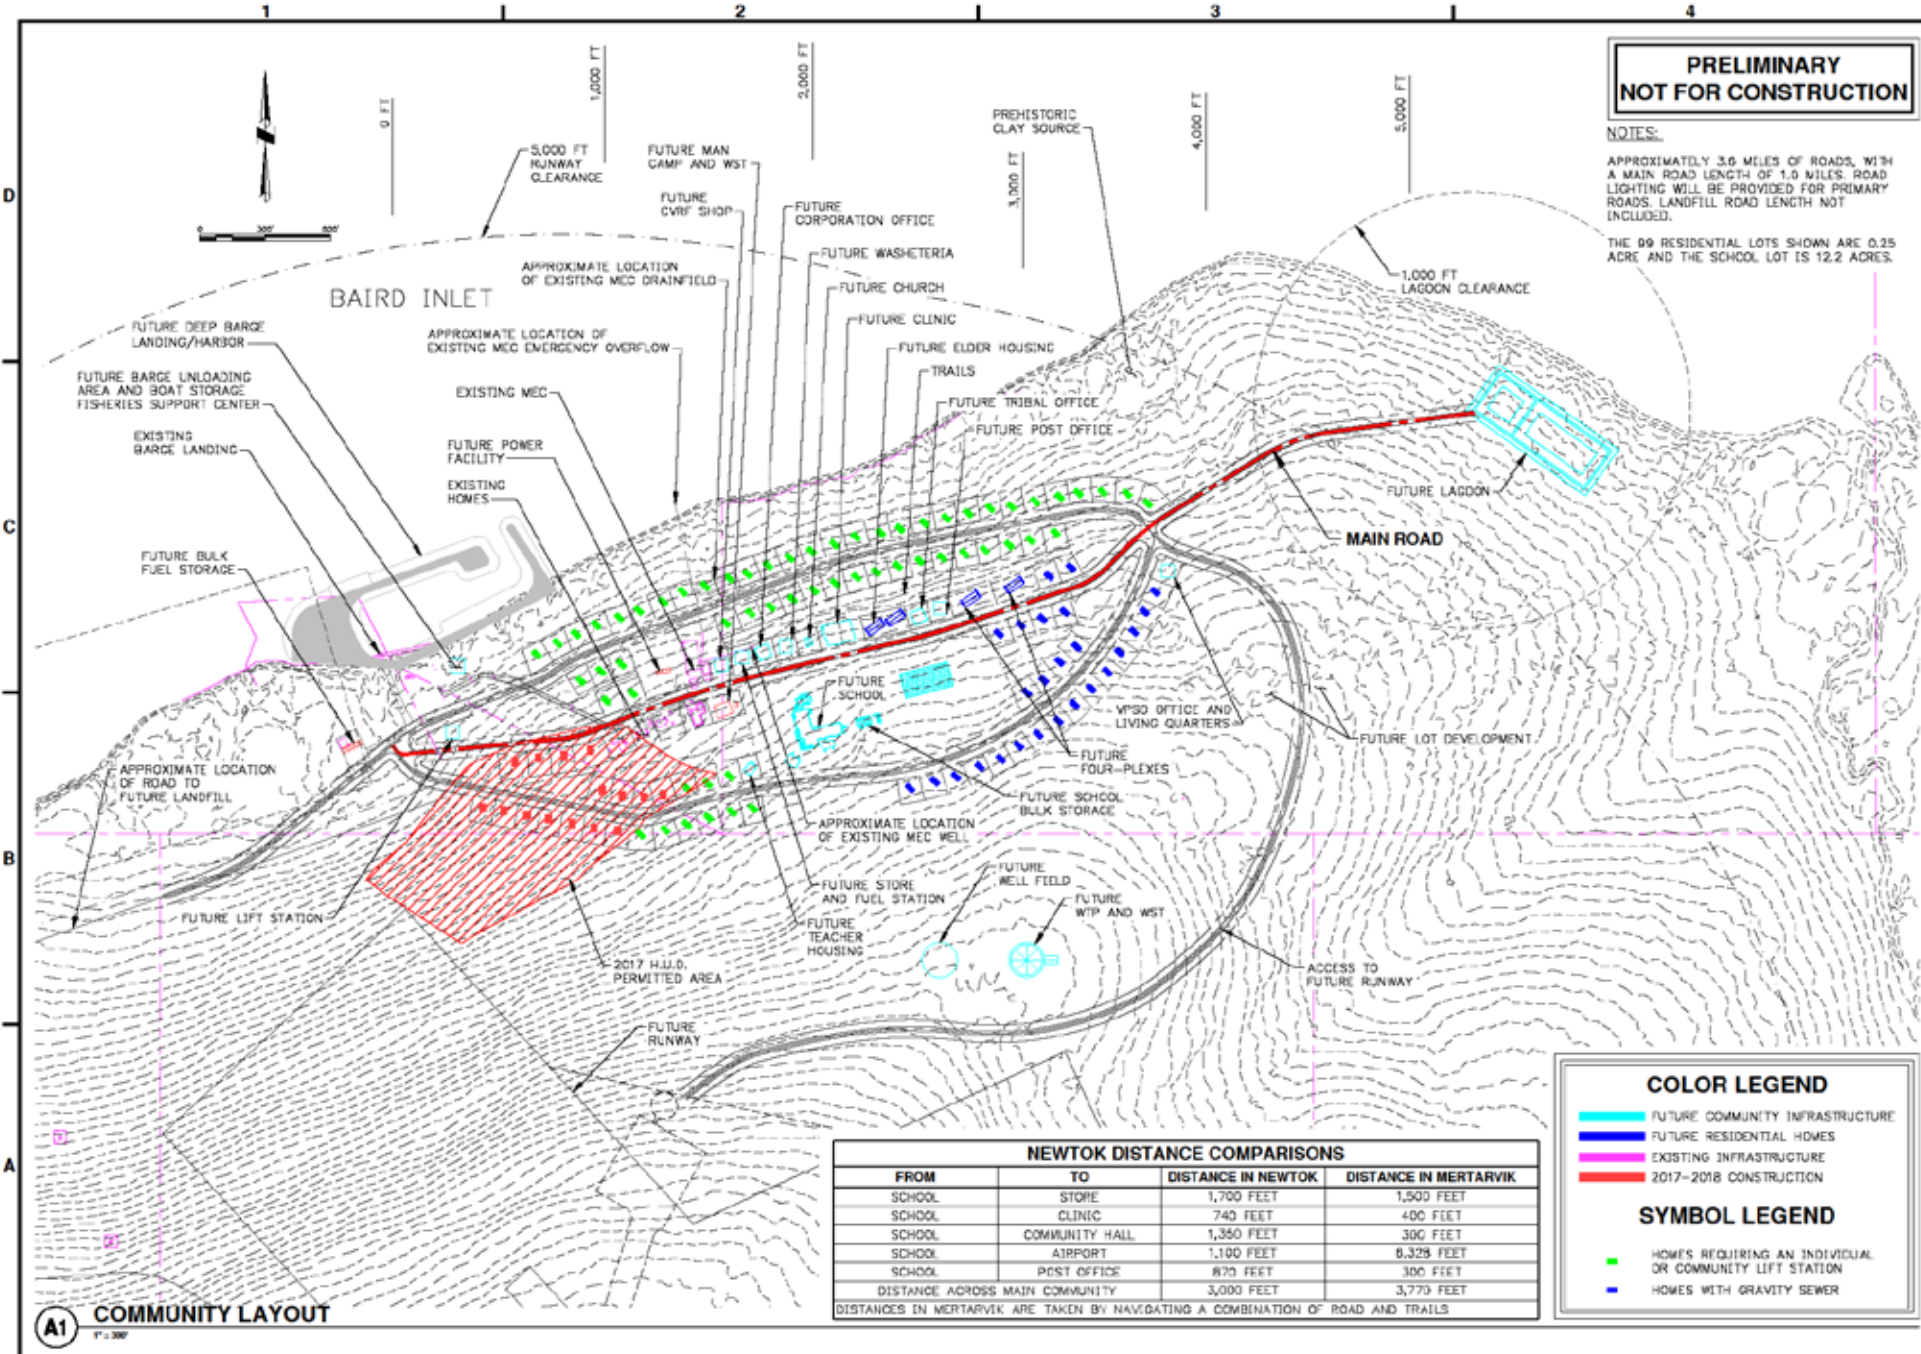 1
2
3
4
D
C
B
A
0 FT
1,000 FT
2,000 FT
3,000 FT
4,000 FT
5,000 FT
PRELIMINARY
NOT FOR CONSTRUCTION
NOTES:
APPROXIMATELY 3.6 MILES OF ROADS, WITH
A MAIN ROAD LENGTH OF 1.0 MILES. ROAD
LIGHTING WILL BE PROVIDED FOR PRIMARY
ROADS. LANDFILL ROAD LENGTH NOT
INCLUDED.
THE 99 RESIDENTIAL LOTS SHOWN ARE 0.25
ACRE AND THE SCHOOL LOT IS 12.2 ACRES.
0 300' 600'
5,000 FT
RUNWAY
CLEARANCE
FUTURE MAN
CAMP AND WST
FUTURE
CVRF SHOP
FUTURE
CORPORATION OFFICE
FUTURE WASHETERIA
APPROXIMATE LOCATION
OF EXISTING MEC DRAINFIELD
FUTURE CHURCH
FUTURE CLINIC
PREHISTORIC
CLAY SOURCE
1,000 FT
LAGOON CLEARANCE
BAIRD INLET
FUTURE DEEP BARGE
LANDING/HARBOR
APPROXIMATE LOCATION OF
EXISTING MEC EMERGENCY OVERFLOW
FUTURE ELDER HOUSING
TRAILS
FUTURE BARGE UNLOADING
AREA AND BOAT STORAGE
FISHERIES SUPPORT CENTER
EXISTING MEC
FUTURE TRIBAL OFFICE
FUTURE POST OFFICE
EXISTING
BARGE LANDING
FUTURE POWER
FACILITY
EXISTING
HOMES
FUTURE LAGOON
MAIN ROAD
FUTURE BULK
FUEL STORAGE
FUTURE
SCHOOL
VPSO OFFICE AND
LIVING QUARTERS
FUTURE LOT DEVELOPMENT
FUTURE
FOUR-PLEXES
APPROXIMATE LOCATION
OF ROAD TO
FUTURE LANDFILL
FUTURE SCHOOL
BULK STORAGE
APPROXIMATE LOCATION
OF EXISTING MEC WELL
FUTURE
WELL FIELD
FUTURE STORE
AND FUEL STATION
FUTURE
WTP AND WST
FUTURE LIFT STATION
FUTURE
TEACHER
HOUSING
2017 H.U.D.
PERMITTED AREA
ACCESS TO
FUTURE RUNWAY
FUTURE
RUNWAY
COLOR LEGEND
FUTURE COMMUNITY INFRASTRUCTURE
FUTURE RESIDENTIAL HOMES
EXISTING INFRASTRUCTURE
2017-2018 CONSTRUCTION
SYMBOL LEGEND
HOMES REQUIRING AN INDIVIDUAL
OR COMMUNITY LIFT STATION
HOMES WITH GRAVITY SEWER
NEWTOK DISTANCE COMPARISONS
FROM TO DISTANCE IN NEWTOK DISTANCE IN MERTARVIK
SCHOOL STORE 1,700 FEET 1,500 FEET
SCHOOL CLINIC 740 FEET 400 FEET
SCHOOL COMMUNITY HALL 1,350 FEET 300 FEET
SCHOOL AIRPORT 1,100 FEET 6,328 FEET
SCHOOL POST OFFICE 870 FEET 300 FEET
DISTANCE ACROSS MAIN COMMUNITY 3,000 FEET 3,770 FEET
DISTANCES IN MERTARVIK ARE TAKEN BY NAVIGATING A COMBINATION OF ROAD AND TRAILS
A1 COMMUNITY LAYOUT
1" = 300'